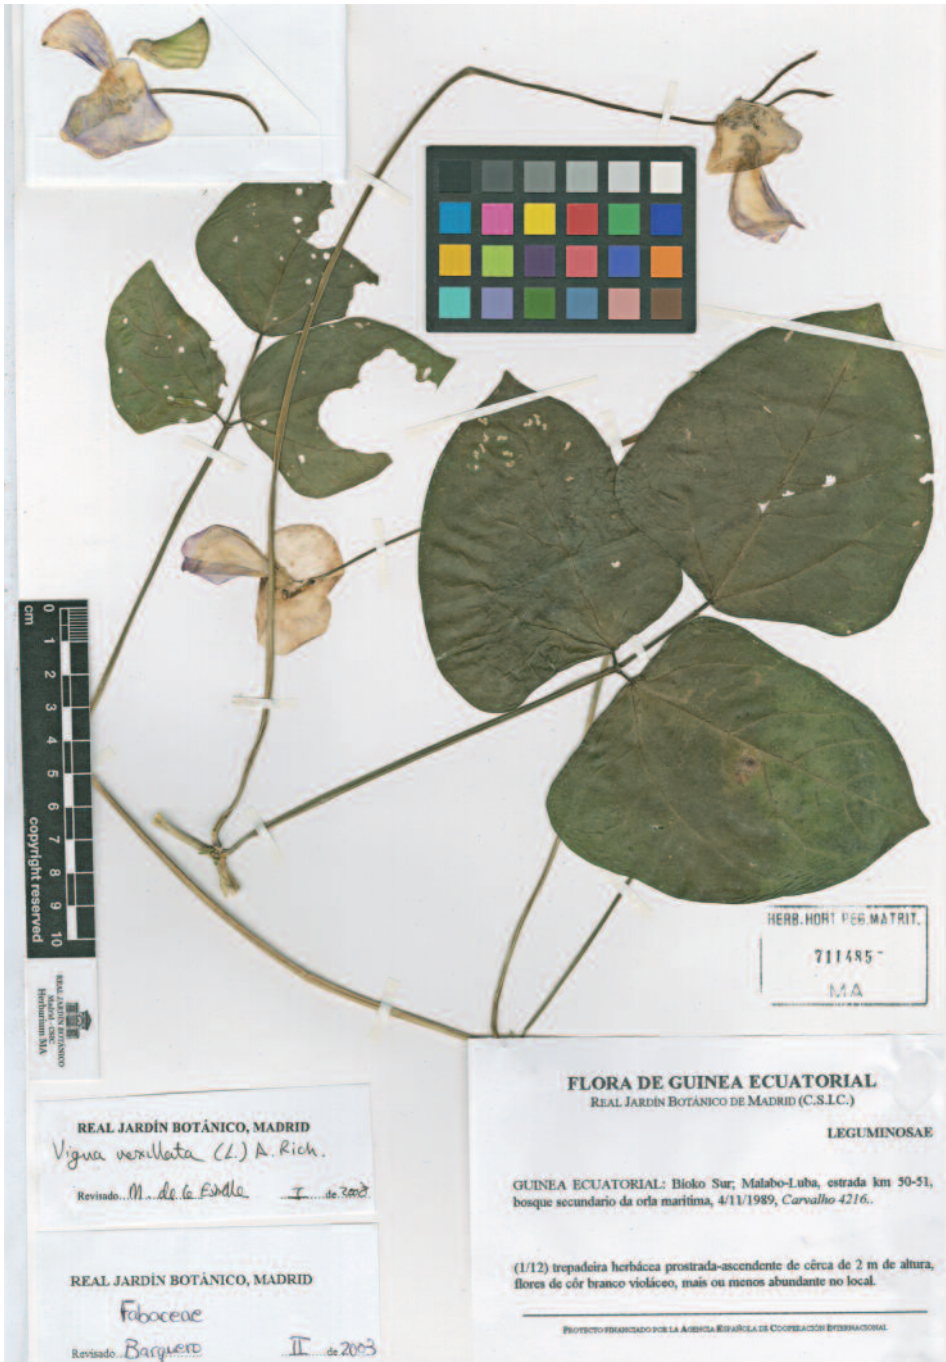 cm
0
1
2
3
4
5
6
7
8
9
10
copyright reserved
REAL JARDÍN BOTÁNICO
Madrid - CSIC
Herbarium MA
HERB. HORT REG. MATRIT.
711485
MA
REAL JARDÍN BOTÁNICO, MADRID
Vigna vexillata (L.) A. Rich.
Revisado M. de la Estrella I de 2003
REAL JARDÍN BOTÁNICO, MADRID
Fabaceae
Revisado Barquero II de 2003
FLORA DE GUINEA ECUATORIAL
REAL JARDÍN BOTÁNICO DE MADRID (C.S.I.C.)
LEGUMINOSAE
GUINEA ECUATORIAL: Bioko Sur; Malabo-Luba, estrada km 50-51,
bosque secundario da orla maritima, 4/11/1989, Carvalho 4216..
(1/12) trepadeira herbácea prostrada-ascendente de cêrca de 2 m de altura,
flores de côr branco violáceo, mais ou menos abundante no local.
PROYECTO FINANCIADO POR LA AGENCIA ESPAÑOLA DE COOPERACIÓN INTERNACIONAL